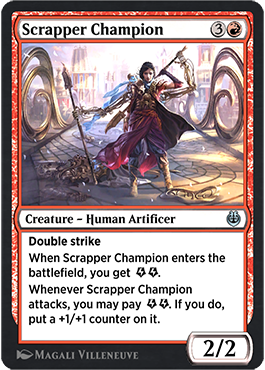 Scrapper Champion 3
Creature – Human Artificer
Double strike
When Scrapper Champion enters the
battlefield, you get
Whenever Scrapper Champion
attacks, you may pay . If you do,
put a +1/+1 counter on it.
MAGALI VILLENEUVE
2/2